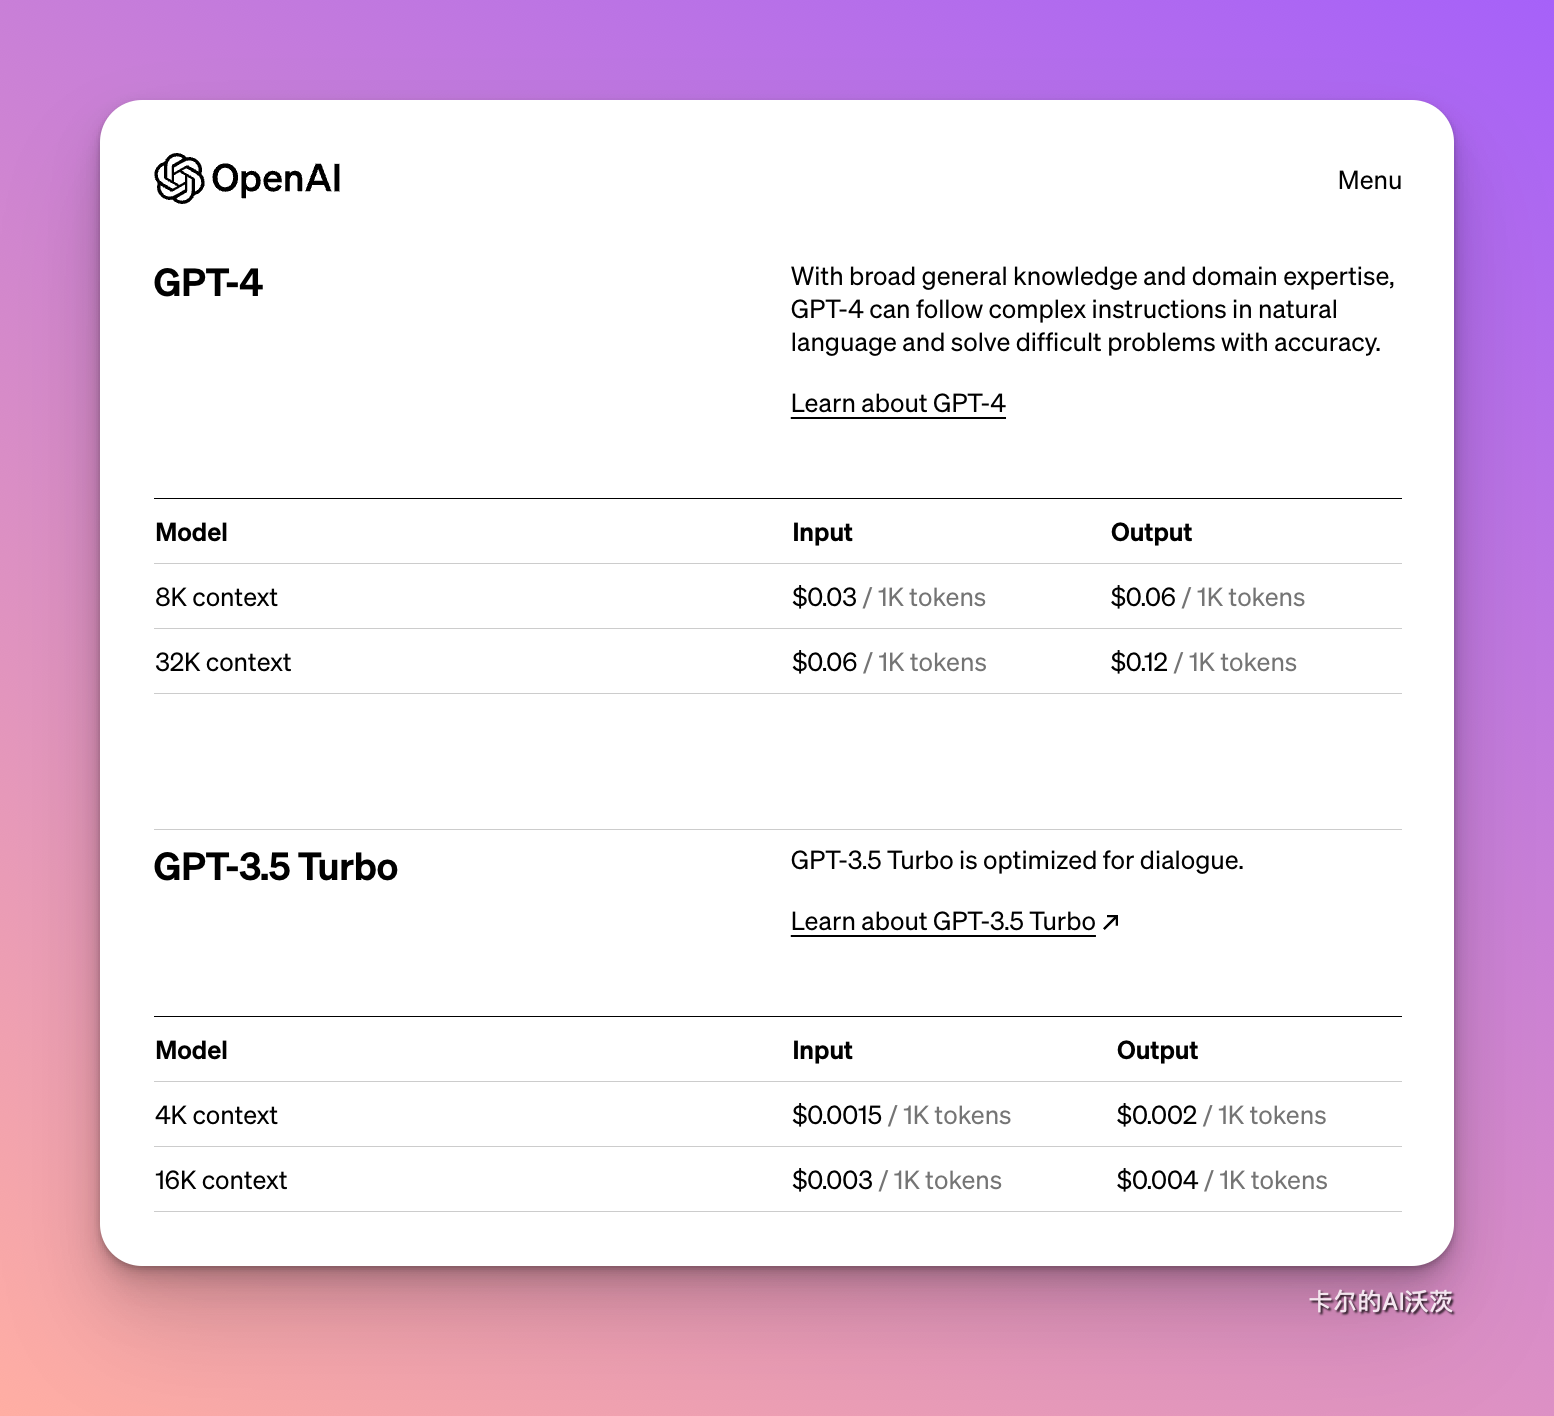 OpenAI
Menu
GPT-4
With broad general knowledge and domain expertise,
GPT-4 can follow complex instructions in natural
language and solve difficult problems with accuracy.
Learn about GPT-4
Model Input Output
8K context $0.03 / 1K tokens $0.06 / 1K tokens
32K context $0.06 / 1K tokens $0.12 / 1K tokens
GPT-3.5 Turbo
GPT-3.5 Turbo is optimized for dialogue.
Learn about GPT-3.5 Turbo ↗
Model Input Output
4K context $0.0015 / 1K tokens $0.002 / 1K tokens
16K context $0.003 / 1K tokens $0.004 / 1K tokens
卡尔的AI沃茨